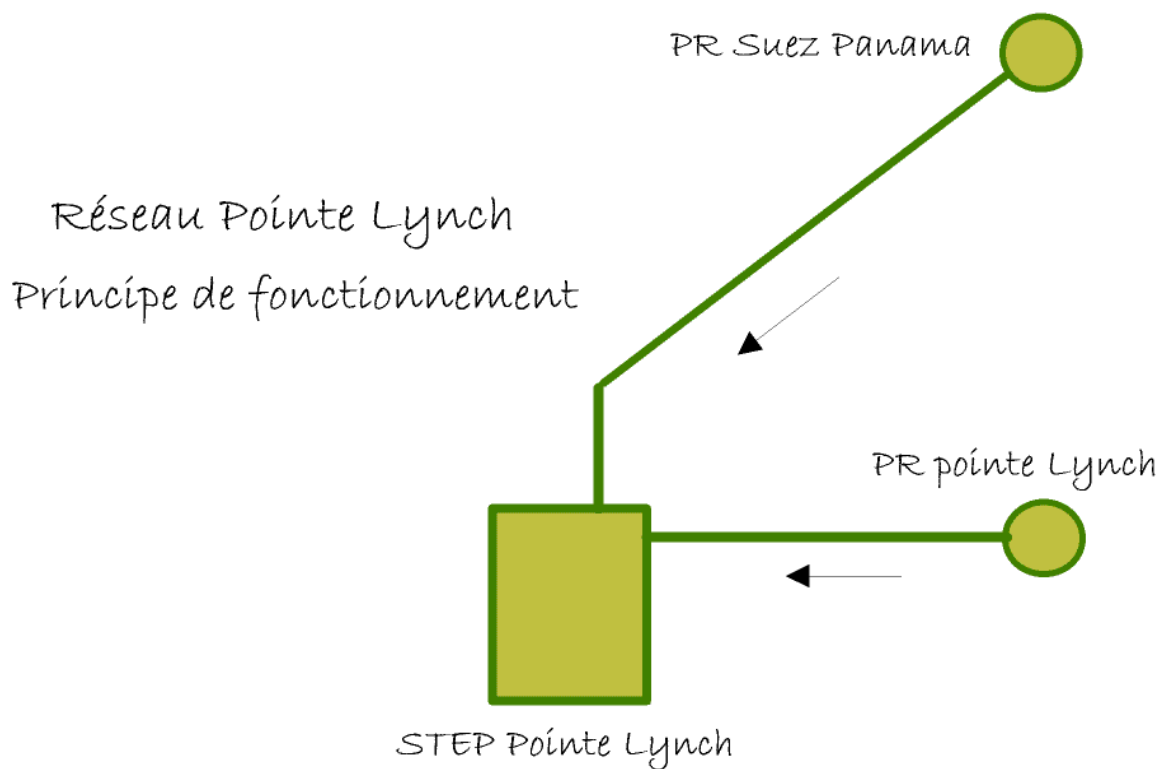 PR Suez Panama
Réseau Pointe Lynch
Principe de fonctionnement
PR pointe Lynch
STEP Pointe Lynch